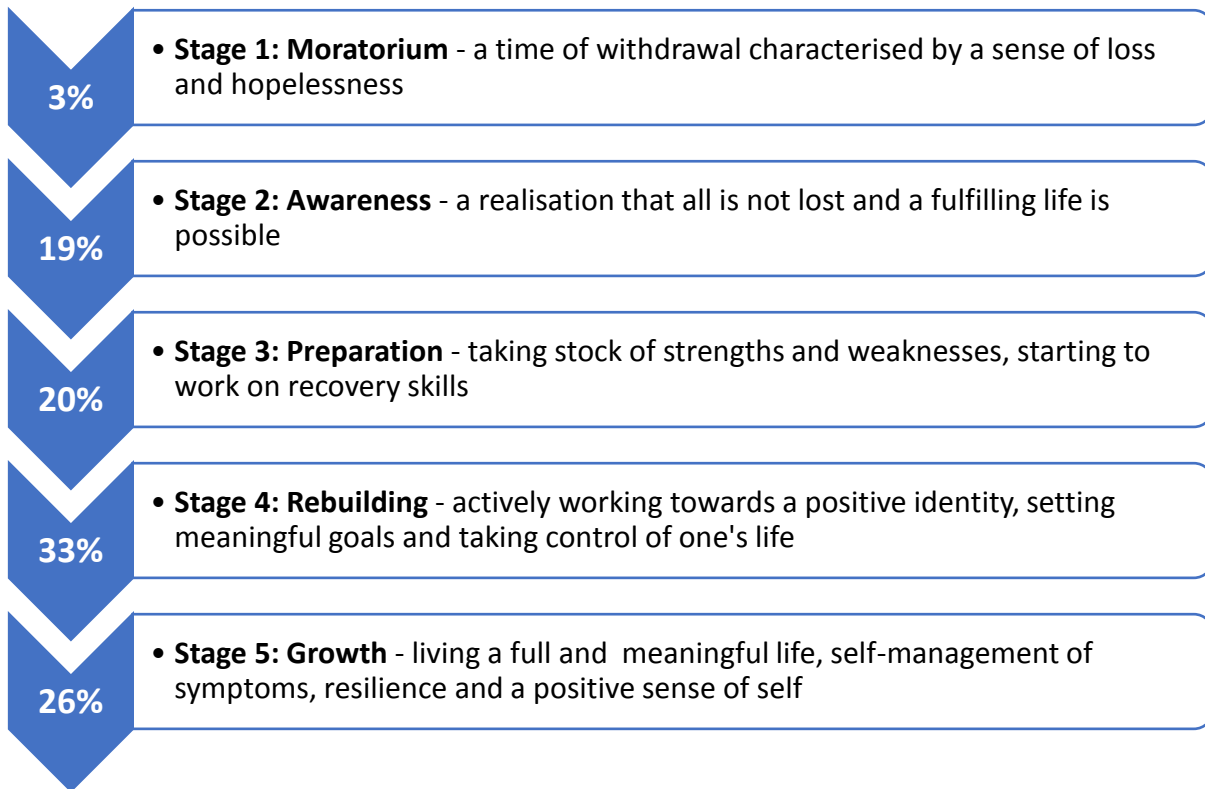 3%
• Stage 1: Moratorium - a time of withdrawal characterised by a sense of loss
and hopelessness
19%
• Stage 2: Awareness - a realisation that all is not lost and a fulfilling life is
possible
20%
• Stage 3: Preparation - taking stock of strengths and weaknesses, starting to
work on recovery skills
33%
• Stage 4: Rebuilding - actively working towards a positive identity, setting
meaningful goals and taking control of one's life
26%
• Stage 5: Growth - living a full and  meaningful life, self-management of
symptoms, resilience and a positive sense of self